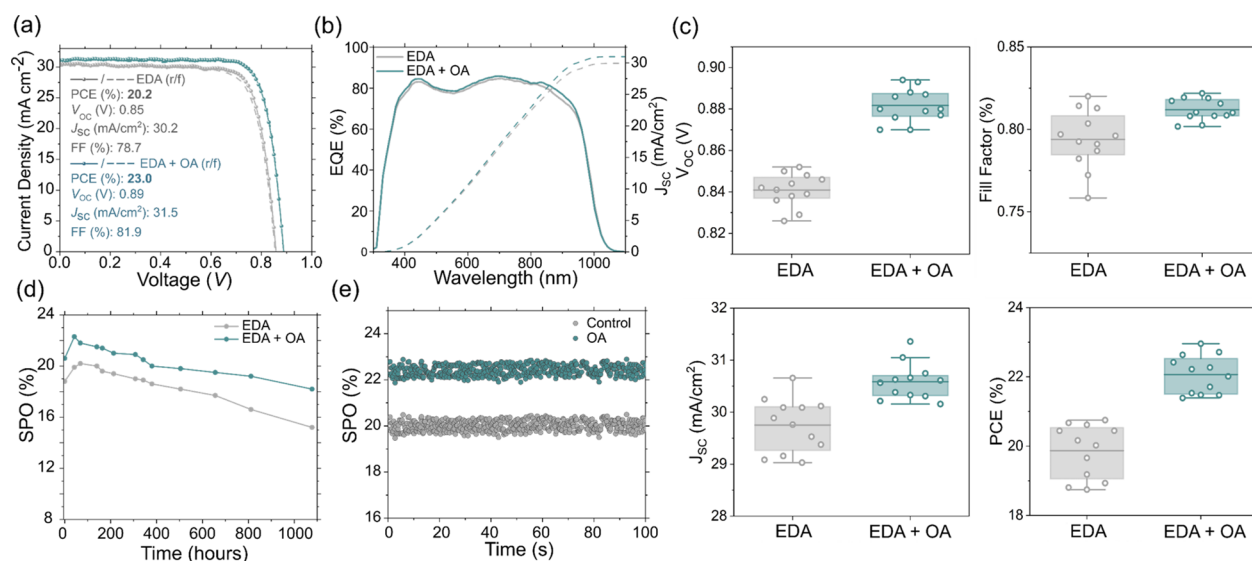 (a)
Current Density (mA cm⁻²)
35
30
25
20
15
10
5
0
/ EDA (r/f)
PCE (%): 20.2
VOC (V): 0.85
JSC (mA/cm²): 30.2
FF (%): 78.7
/ EDA + OA (r/f)
PCE (%): 23.0
VOC (V): 0.89
JSC (mA/cm²): 31.5
FF (%): 81.9
0.0 0.2 0.4 0.6 0.8 1.0
Voltage (V)
(b)
EQE (%)
100
80
60
40
20
0
EDA
EDA + OA
30
25
20
15
10
5
0
JSC (mA/cm²)
400 600 800 1000
Wavelength (nm)
(c)
VOC (V)
0.90
0.88
0.86
0.84
0.82
EDA EDA + OA
Fill Factor (%)
0.85
0.80
0.75
EDA EDA + OA
(d)
SPO (%)
24
22
20
18
16
14
12
EDA
EDA + OA
0 200 400 600 800 1000
Time (hours)
(e)
SPO (%)
24
22
20
18
16
Control
OA
0 20 40 60 80 100
Time (s)
JSC (mA/cm²)
32
31
30
29
28
EDA EDA + OA
PCE (%)
24
22
20
18
EDA EDA + OA